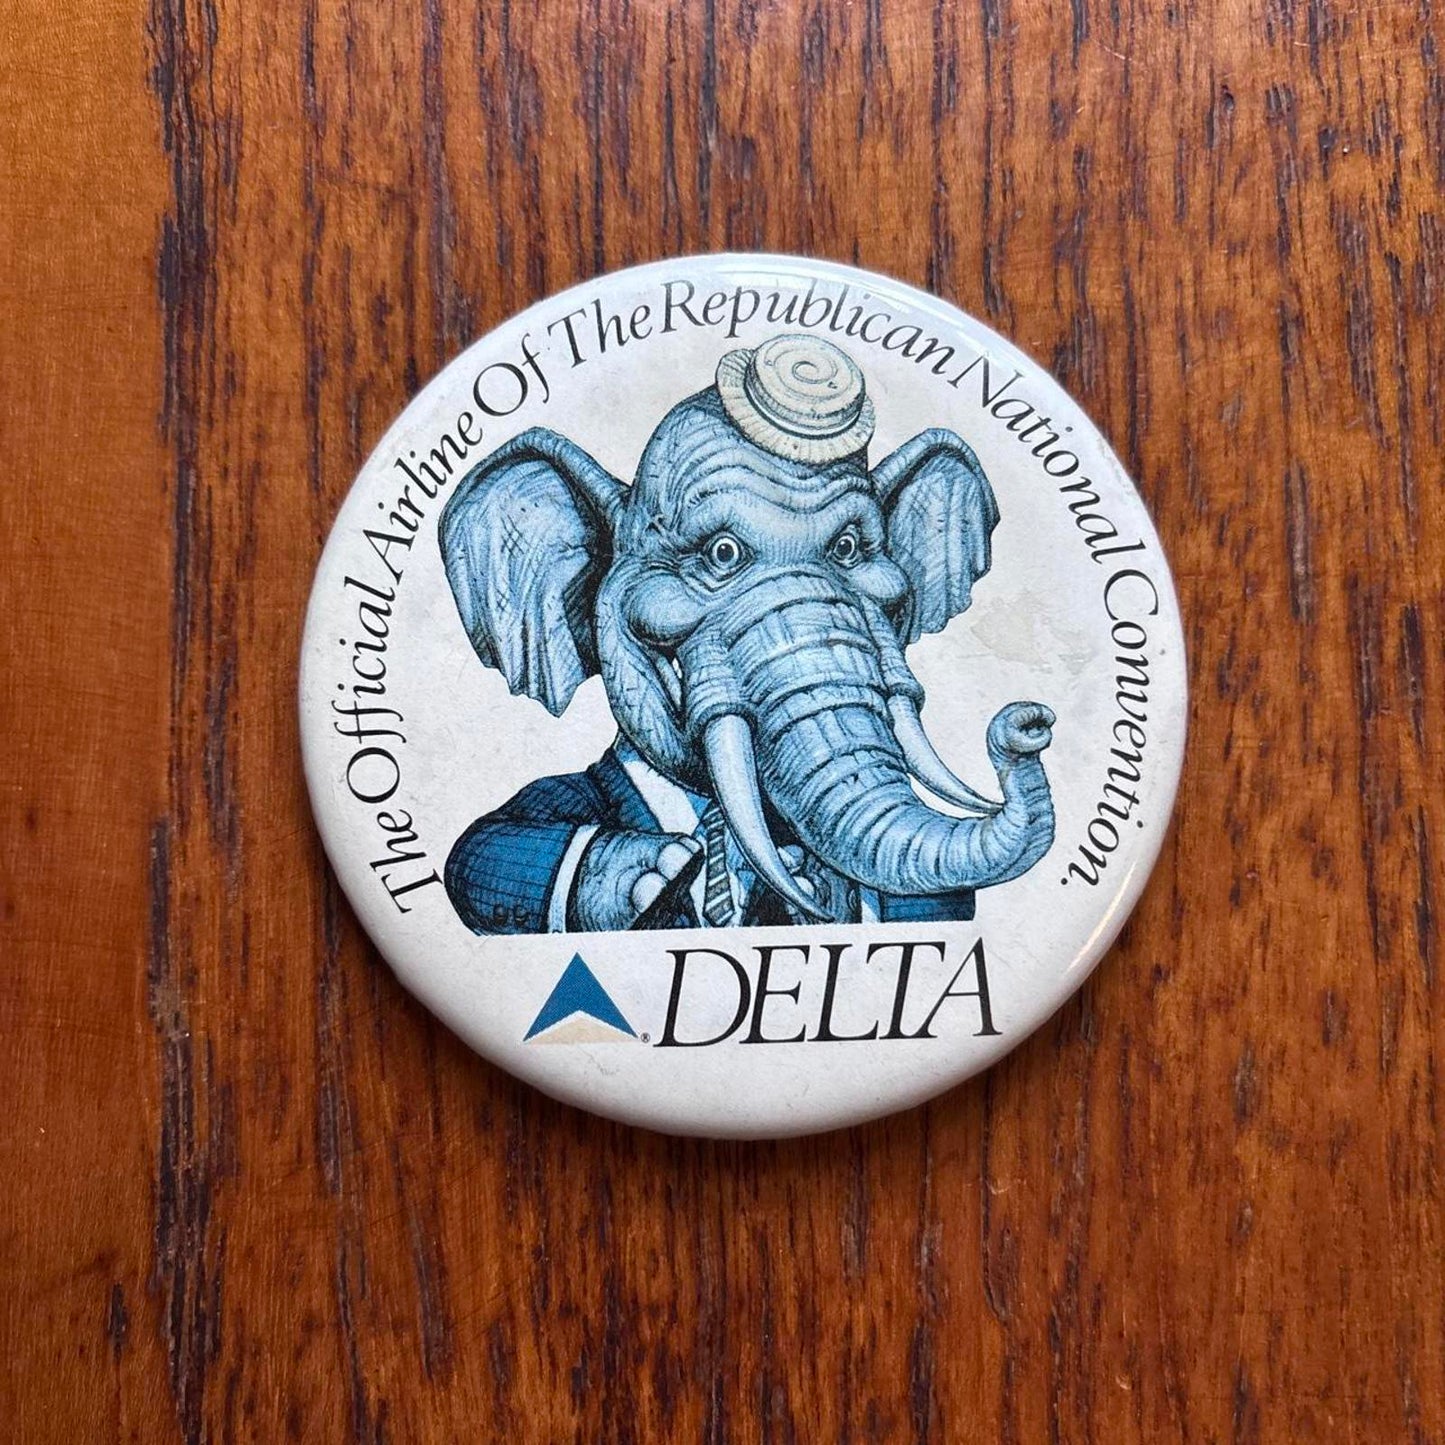 The Official Airline Of The Republican National Convention.
® DELTA